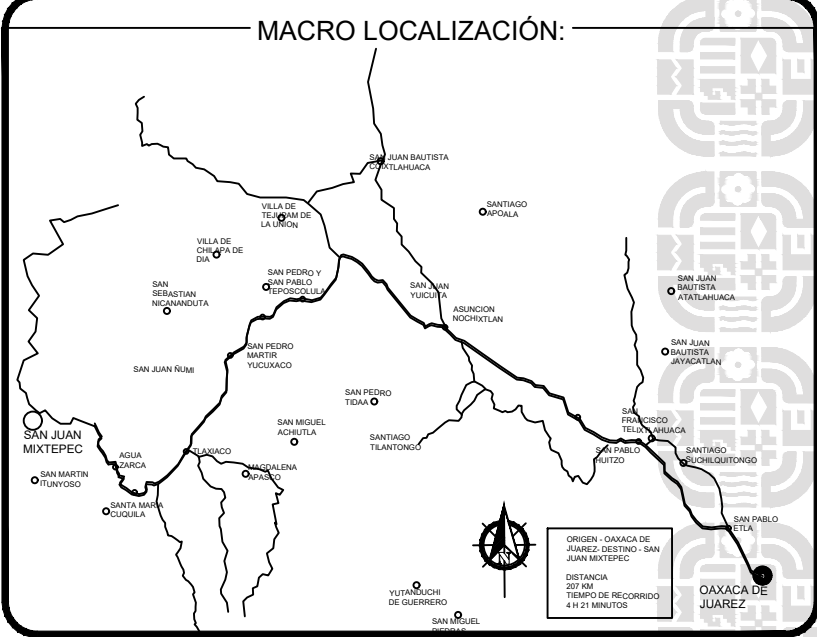 MACRO LOCALIZACIÓN:
SAN JUAN BAUTISTA
COIXTLAHUACA
SANTIAGO
APOALA
VILLA DE
TEJUPAM DE
LA UNION
VILLA DE
CHILAPA DE
DIA
SAN PEDRO Y
SAN PABLO
TEPOSCOLULA
SAN
SEBASTIAN
NICANANDUTA
SAN JUAN
YUICUITA
ASUNCION
NOCHIXTLAN
SAN JUAN
BAUTISTA
ATATLAHUACA
SAN JUAN
BAUTISTA
JAYACATLAN
SAN PEDRO
MARTIR
YUCUXACO
SAN JUAN ÑUMI
SAN PEDRO
TIDAA
SAN MIGUEL
ACHIUTLA
SANTIAGO
TILANTONGO
SAN
FRANCISCO
TELIXTLAHUACA
SAN PABLO
HUITZO
SANTIAGO
SUCHILQUITONGO
SAN JUAN
MIXTEPEC
AGUA
ZARCA
TLAXIACO
MAGDALENA
APASCO
SAN MARTIN
ITUNYOSO
SANTA MARIA
CUQUILA
SAN PABLO
ETLA
N
ORIGEN - OAXACA DE
JUAREZ- DESTINO - SAN
JUAN MIXTEPEC
DISTANCIA
207 KM
TIEMPO DE RECORRIDO
4 H 21 MINUTOS
OAXACA DE
JUAREZ
YUTANDUCHI
DE GUERRERO
SAN MIGUEL
PIEDRAS